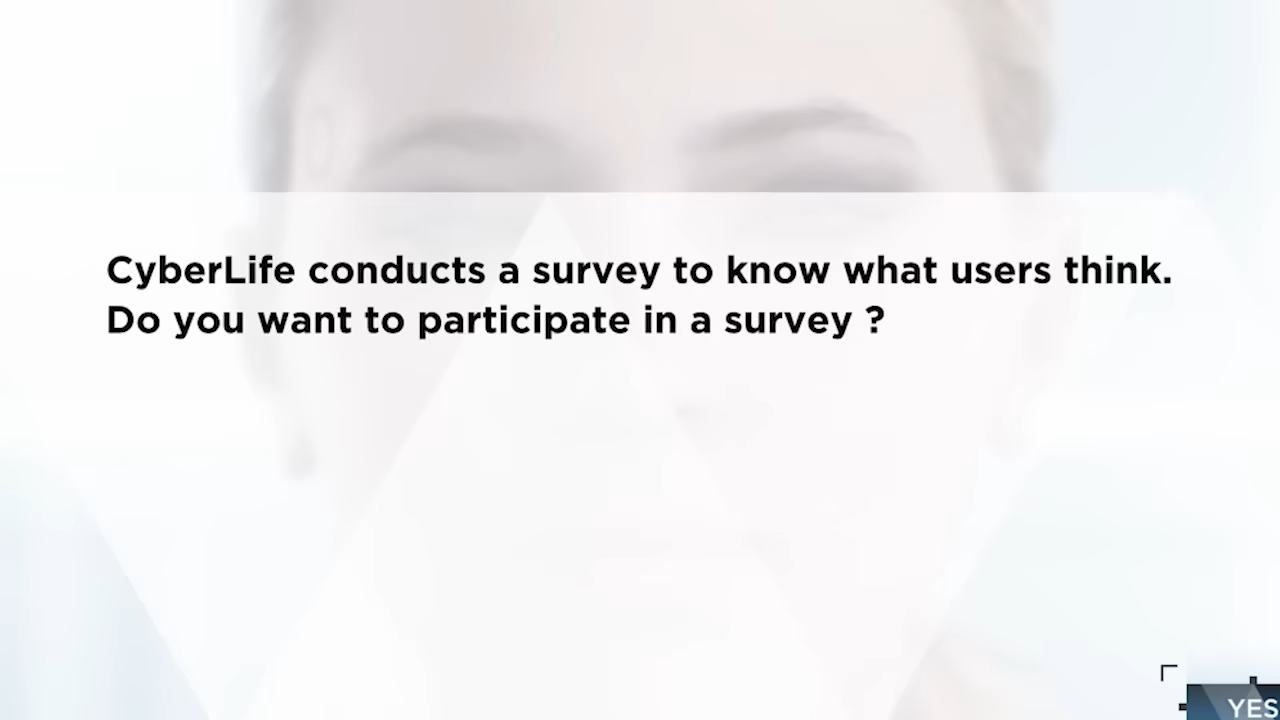 CyberLife conducts a survey to know what users think.
Do you want to participate in a survey ?
YES